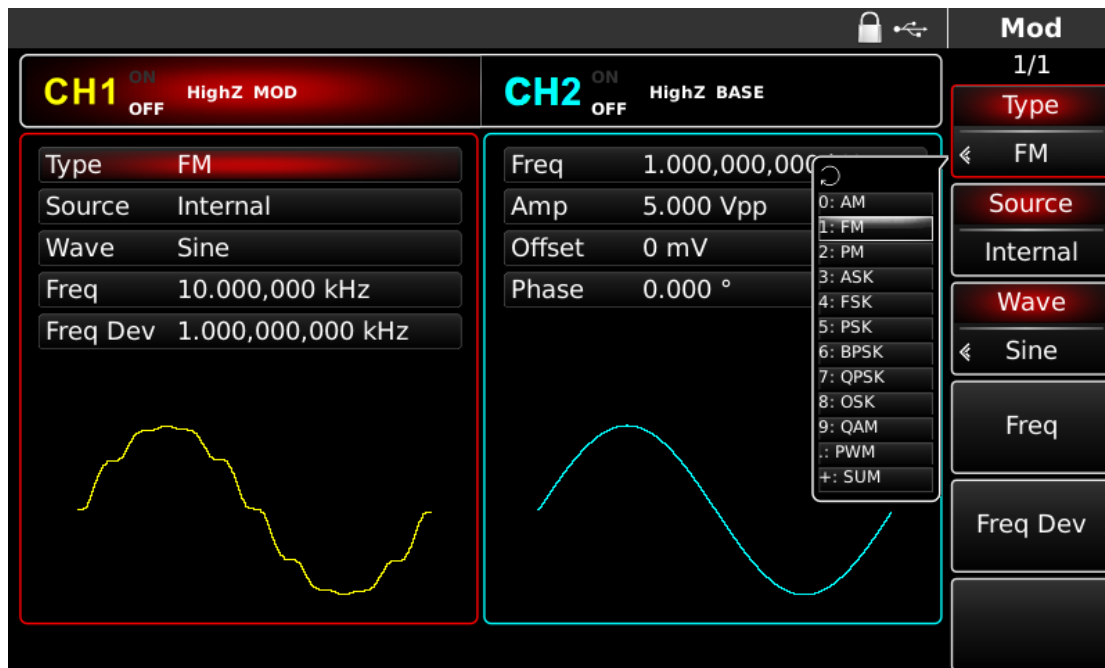 Mod
1/1
CH1 ON OFF HighZ MOD
CH2 ON OFF HighZ BASE
Type FM
Source Internal
Wave Sine
Freq 10.000,000 kHz
Freq Dev 1.000,000,000 kHz
Freq 1.000,000,000
Amp 5.000 Vpp
Offset 0 mV
Phase 0.000 °
0: AM
1: FM
2: PM
3: ASK
4: FSK
5: PSK
6: BPSK
7: QPSK
8: OSK
9: QAM
.: PWM
+: SUM
Type
FM
Source
Internal
Wave
Sine
Freq
Freq Dev